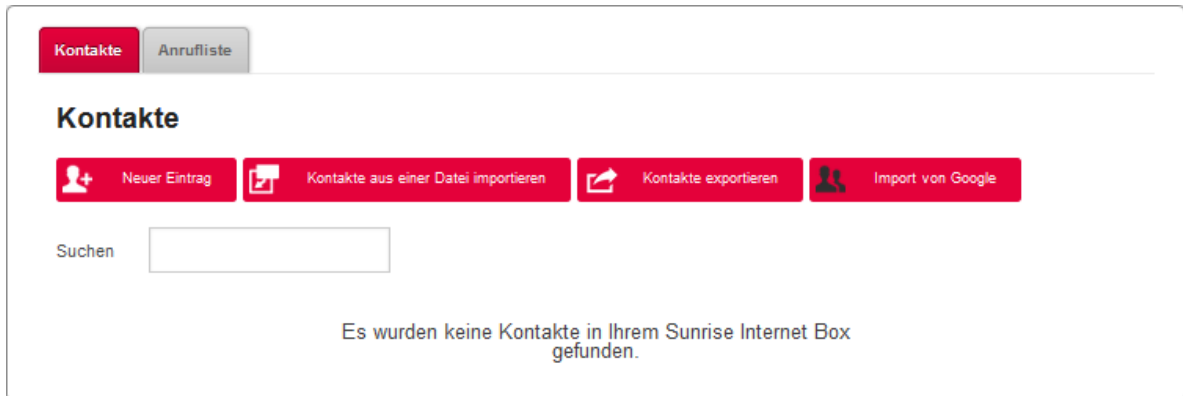 Kontakte Anrufliste
Kontakte
Neuer Eintrag Kontakte aus einer Datei importieren Kontakte exportieren Import von Google
Suchen
Es wurden keine Kontakte in Ihrem Sunrise Internet Box
gefunden.